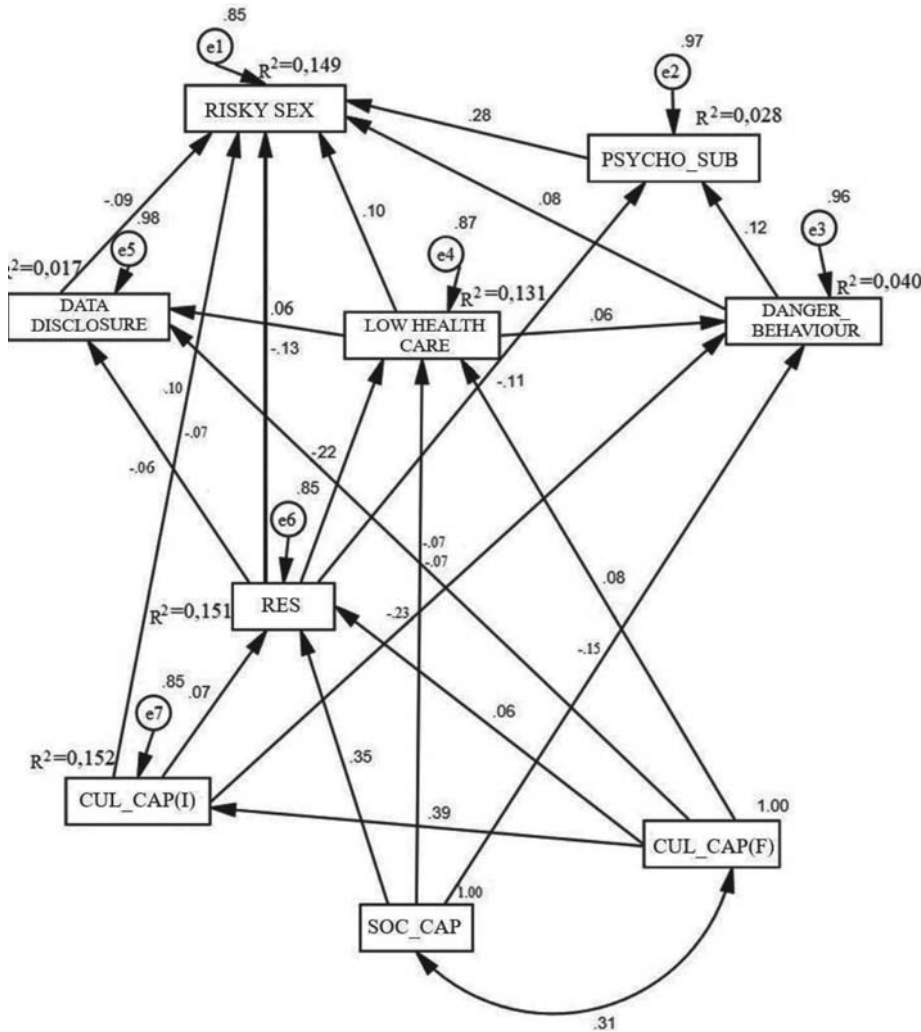 .85
e1
R²=0,149
RISKY SEX
.97
e2
R²=0,028
PSYCHO_SUB
.28
-.09
.10
.08
.12
.98
e5
R²=0,017
DATA
DISCLOSURE
.87
e4
R²=0,131
LOW HEALTH
CARE
.96
e3
R²=0,040
DANGER_
BEHAVIOUR
.06
.06
-.13
-.11
.10
-.07
-.06
-.22
.85
e6
R²=0,151
RES
-.07
-.07
.08
-.23
-.15
.85
e7
.07
R²=0,152
CUL_CAP(I)
.06
.35
.39
1.00
CUL_CAP(F)
1.00
SOC_CAP
.31